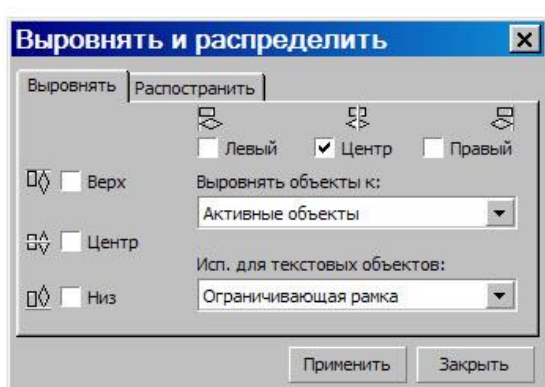 Выровнять и распределить
Выровнять Распостранить
Левый Центр Правый
Верх
Выровнять объекты к:
Активные объекты
Центр
Исп. для текстовых объектов:
Низ
Ограничивающая рамка
Применить Закрыть